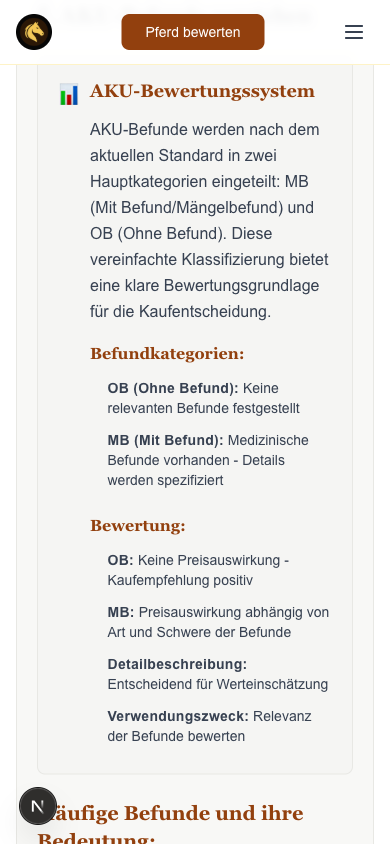 Pferd bewerten
AKU-Bewertungssystem
AKU-Befunde werden nach dem
aktuellen Standard in zwei
Hauptkategorien eingeteilt: MB
(Mit Befund/Mängelbefund) und
OB (Ohne Befund). Diese
vereinfachte Klassifizierung bietet
eine klare Bewertungsgrundlage
für die Kaufentscheidung.
Befundkategorien:
OB (Ohne Befund): Keine
relevanten Befunde festgestellt
MB (Mit Befund): Medizinische
Befunde vorhanden - Details
werden spezifiziert
Bewertung:
OB: Keine Preisauswirkung -
Kaufempfehlung positiv
MB: Preisauswirkung abhängig von
Art und Schwere der Befunde
Detailbeschreibung:
Entscheidend für Werteinschätzung
Verwendungszweck: Relevanz
der Befunde bewerten
N
Häufige Befunde und ihre
Bedeutung: